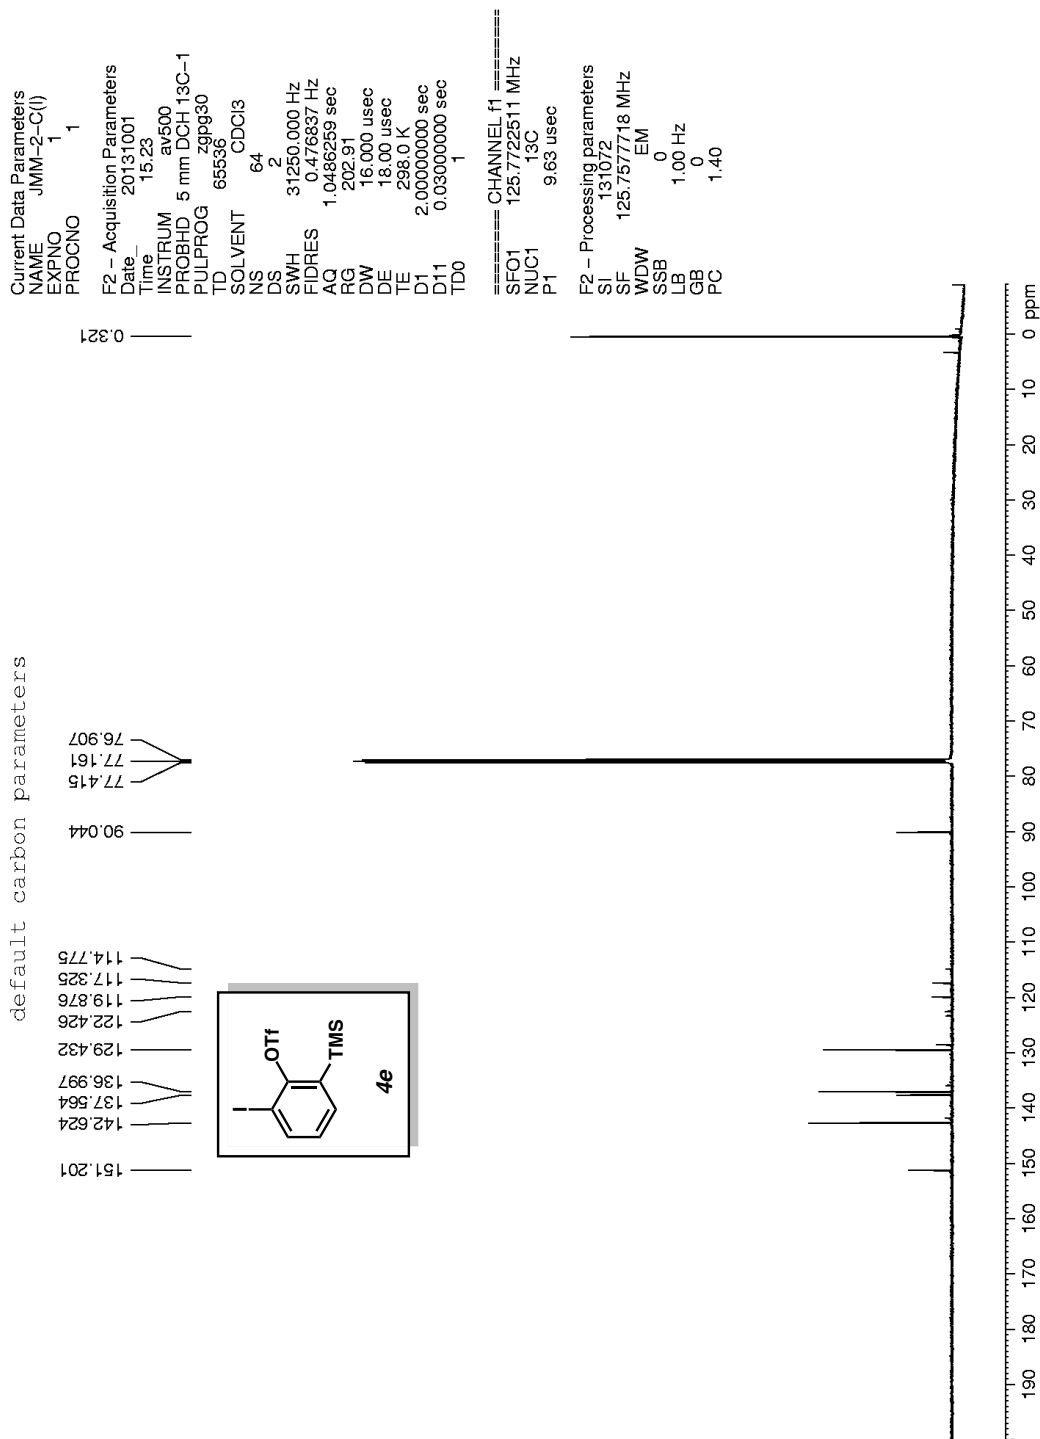 default carbon parameters
151.201
142.624
137.564
136.997
129.432
122.426
119.876
117.325
114.775
90.044
77.415
77.161
76.907
0.321
I
OTf
TMS
4e
Current Data Parameters
NAME JMM-2-C(I)
EXPNO 1
PROCNO 1
F2 - Acquisition Parameters
Date_ 20131001
Time 15.23
INSTRUM av500
PROBHD 5 mm DCH 13C-1
PULPROG zgpg30
TD 65536
SOLVENT CDCl3
NS 64
DS 2
SWH 31250.000 Hz
FIDRES 0.476837 Hz
AQ 1.0486259 sec
RG 202.91
DW 16.000 usec
DE 18.00 usec
TE 298.0 K
D1 2.00000000 sec
D11 0.03000000 sec
TD0 1
======== CHANNEL f1 ========
SFO1 125.7722511 MHz
NUC1 13C
P1 9.63 usec
F2 - Processing parameters
SI 131072
SF 125.7577718 MHz
WDW EM
SSB 0
LB 1.00 Hz
GB 0
PC 1.40
190 180 170 160 150 140 130 120 110 100 90 80 70 60 50 40 30 20 10 0 ppm